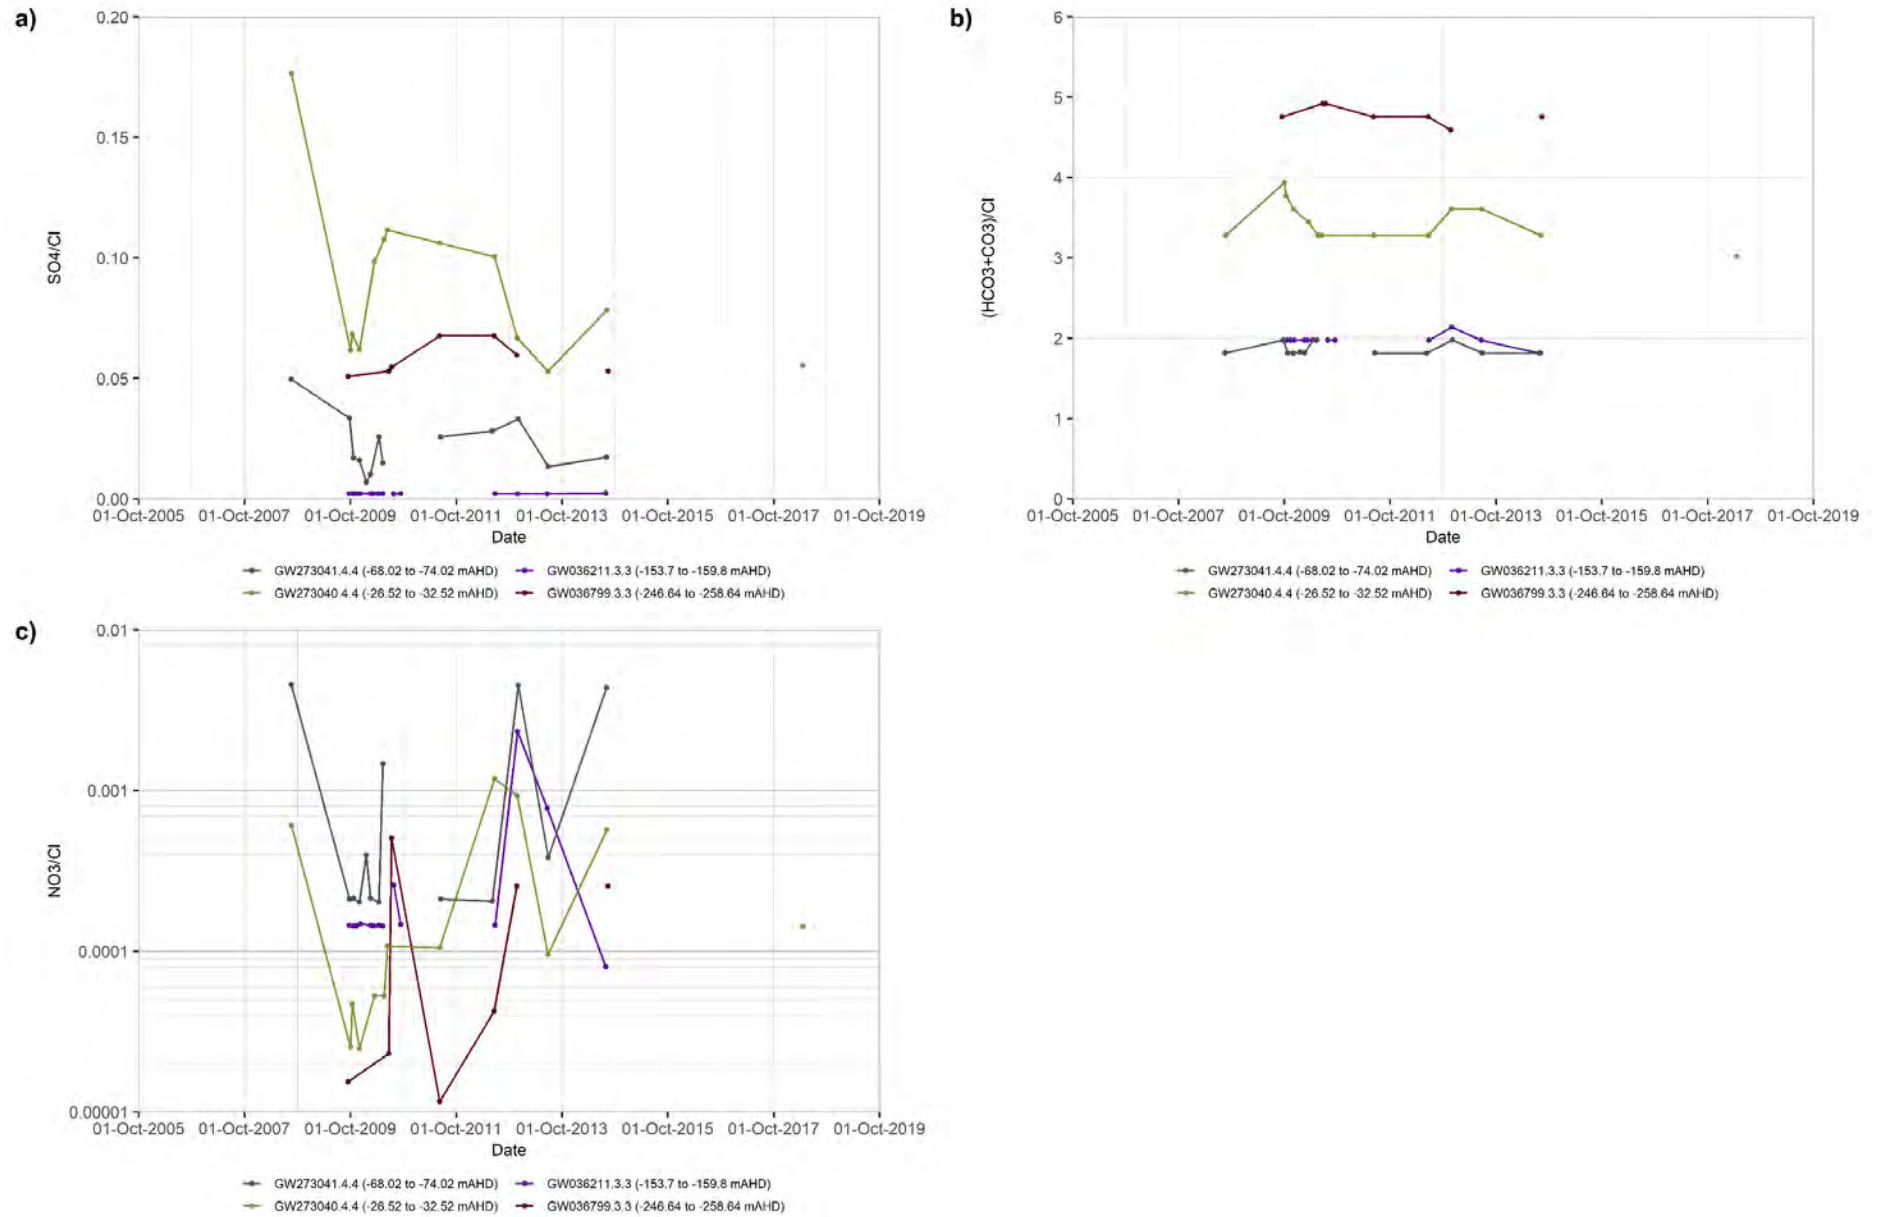 a)
0.20
0.15
0.10
0.05
0.00
SO4/Cl
01-Oct-2005 01-Oct-2007 01-Oct-2009 01-Oct-2011 01-Oct-2013 01-Oct-2015 01-Oct-2017 01-Oct-2019
Date
GW273041.4.4 (-68.02 to -74.02 mAHD) GW036211.3.3 (-153.7 to -159.8 mAHD)
GW273040.4.4 (-26.52 to -32.52 mAHD) GW036799.3.3 (-246.64 to -258.64 mAHD)
b)
6
5
4
3
2
1
0
(HCO3+CO3)/Cl
01-Oct-2005 01-Oct-2007 01-Oct-2009 01-Oct-2011 01-Oct-2013 01-Oct-2015 01-Oct-2017 01-Oct-2019
Date
GW273041.4.4 (-68.02 to -74.02 mAHD) GW036211.3.3 (-153.7 to -159.8 mAHD)
GW273040.4.4 (-26.52 to -32.52 mAHD) GW036799.3.3 (-246.64 to -258.64 mAHD)
c)
0.01
0.001
0.0001
0.00001
NO3/Cl
01-Oct-2005 01-Oct-2007 01-Oct-2009 01-Oct-2011 01-Oct-2013 01-Oct-2015 01-Oct-2017 01-Oct-2019
Date
GW273041.4.4 (-68.02 to -74.02 mAHD) GW036211.3.3 (-153.7 to -159.8 mAHD)
GW273040.4.4 (-26.52 to -32.52 mAHD) GW036799.3.3 (-246.64 to -258.64 mAHD)